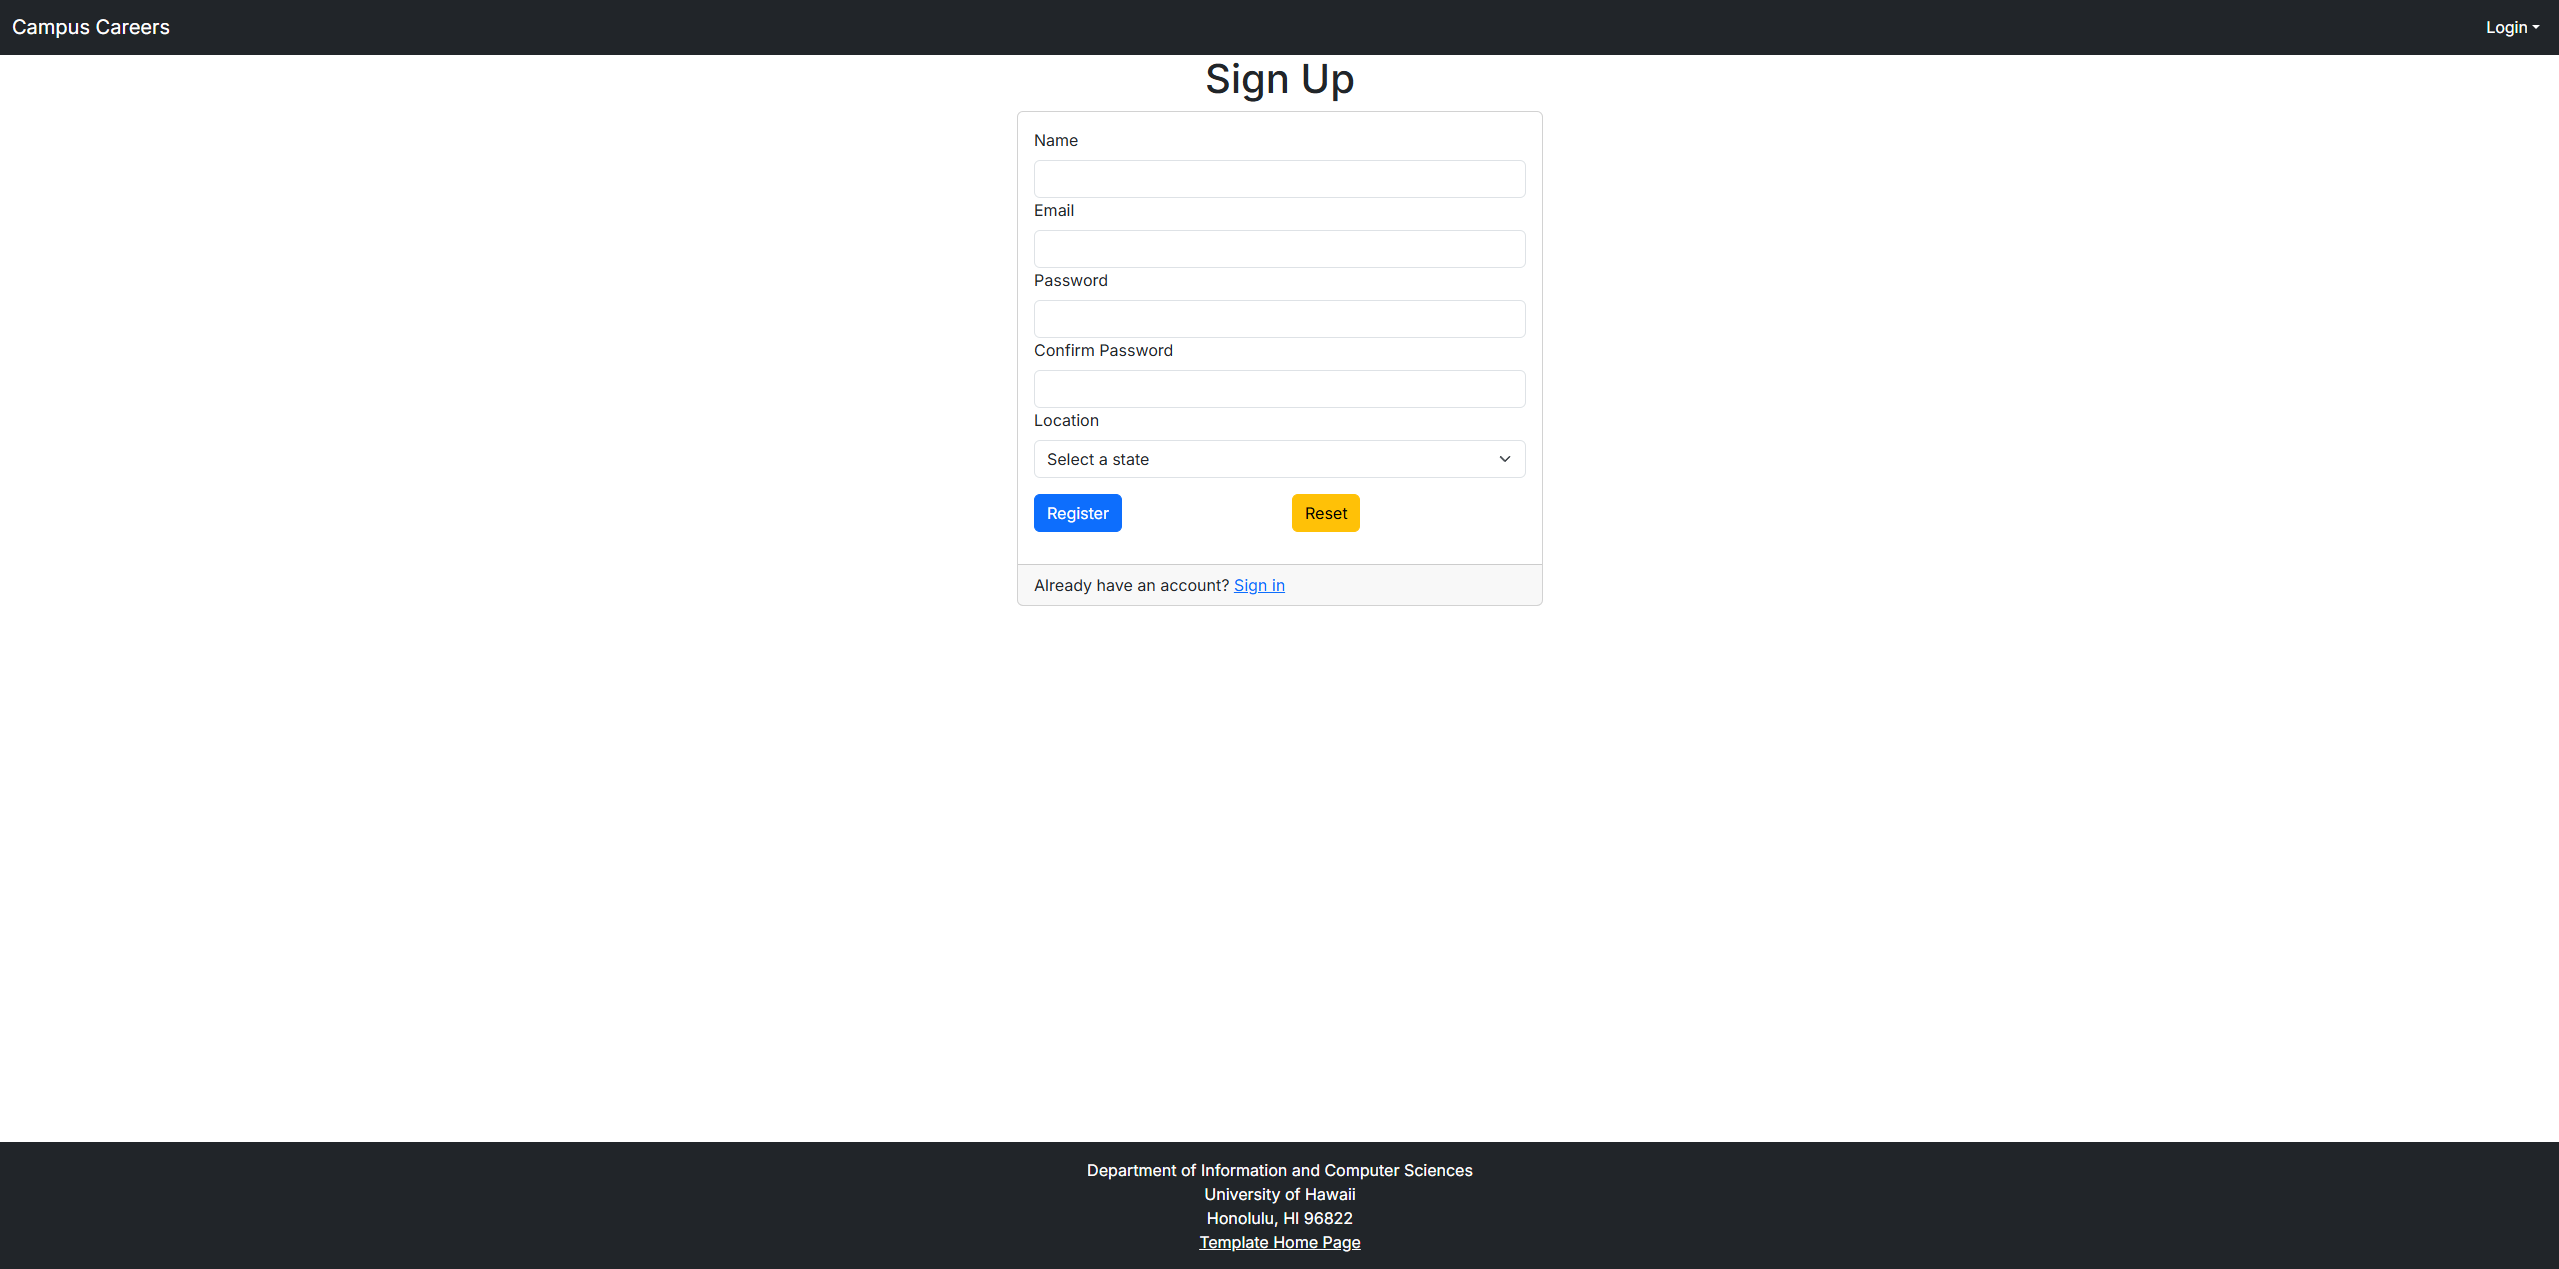 Campus Careers
Login
Sign Up
Name
Email
Password
Confirm Password
Location
Select a state
Register
Reset
Already have an account? Sign in
Department of Information and Computer Sciences
University of Hawaii
Honolulu, HI 96822
Template Home Page